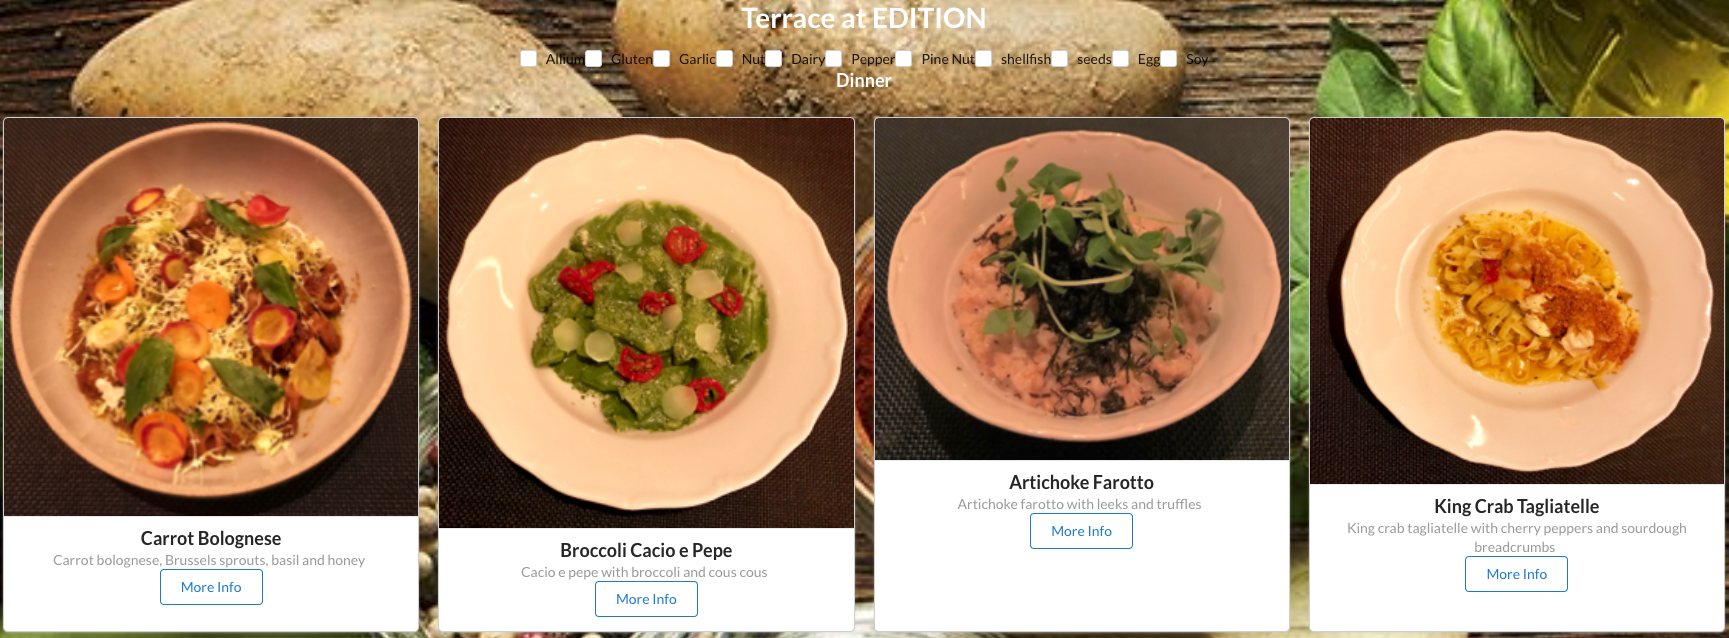 Terrace at EDITION
Allium Gluten Garlic Nut Dairy Pepper Pine Nut shellfish seeds Egg Soy
Dinner
Carrot Bolognese
Carrot bolognese, Brussels sprouts, basil and honey
More Info
Broccoli Cacio e Pepe
Cacio e pepe with broccoli and cous cous
More Info
Artichoke Farotto
Artichoke farotto with leeks and truffles
More Info
King Crab Tagliatelle
King crab tagliatelle with cherry peppers and sourdough
breadcrumbs
More Info